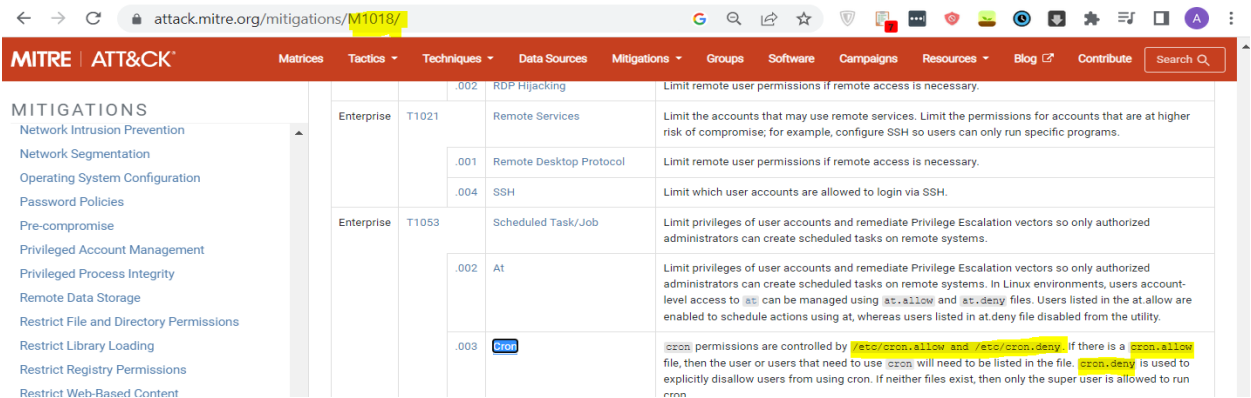 attack.mitre.org/mitigations/M1018/
7
A
MITRE | ATT&CK®
Matrices Tactics Techniques Data Sources Mitigations Groups Software Campaigns Resources Blog Contribute Search
MITIGATIONS
Network Intrusion Prevention
Network Segmentation
Operating System Configuration
Password Policies
Pre-compromise
Privileged Account Management
Privileged Process Integrity
Remote Data Storage
Restrict File and Directory Permissions
Restrict Library Loading
Restrict Registry Permissions
Restrict Web-Based Content
.002 RDP Hijacking Limit remote user permissions if remote access is necessary.
Enterprise T1021 Remote Services Limit the accounts that may use remote services. Limit the permissions for accounts that are at higher
risk of compromise; for example, configure SSH so users can only run specific programs.
.001 Remote Desktop Protocol Limit remote user permissions if remote access is necessary.
.004 SSH Limit which user accounts are allowed to login via SSH.
Enterprise T1053 Scheduled Task/Job Limit privileges of user accounts and remediate Privilege Escalation vectors so only authorized
administrators can create scheduled tasks on remote systems.
.002 At Limit privileges of user accounts and remediate Privilege Escalation vectors so only authorized
administrators can create scheduled tasks on remote systems. In Linux environments, users account-
level access to at can be managed using at.allow and at.deny files. Users listed in the at.allow are
enabled to schedule actions using at, whereas users listed in at.deny file disabled from the utility.
.003 Cron cron permissions are controlled by /etc/cron.allow and /etc/cron.deny. If there is a cron.allow
file, then the user or users that need to use cron will need to be listed in the file. cron.deny is used to
explicitly disallow users from using cron. If neither files exist, then only the super user is allowed to run
cron